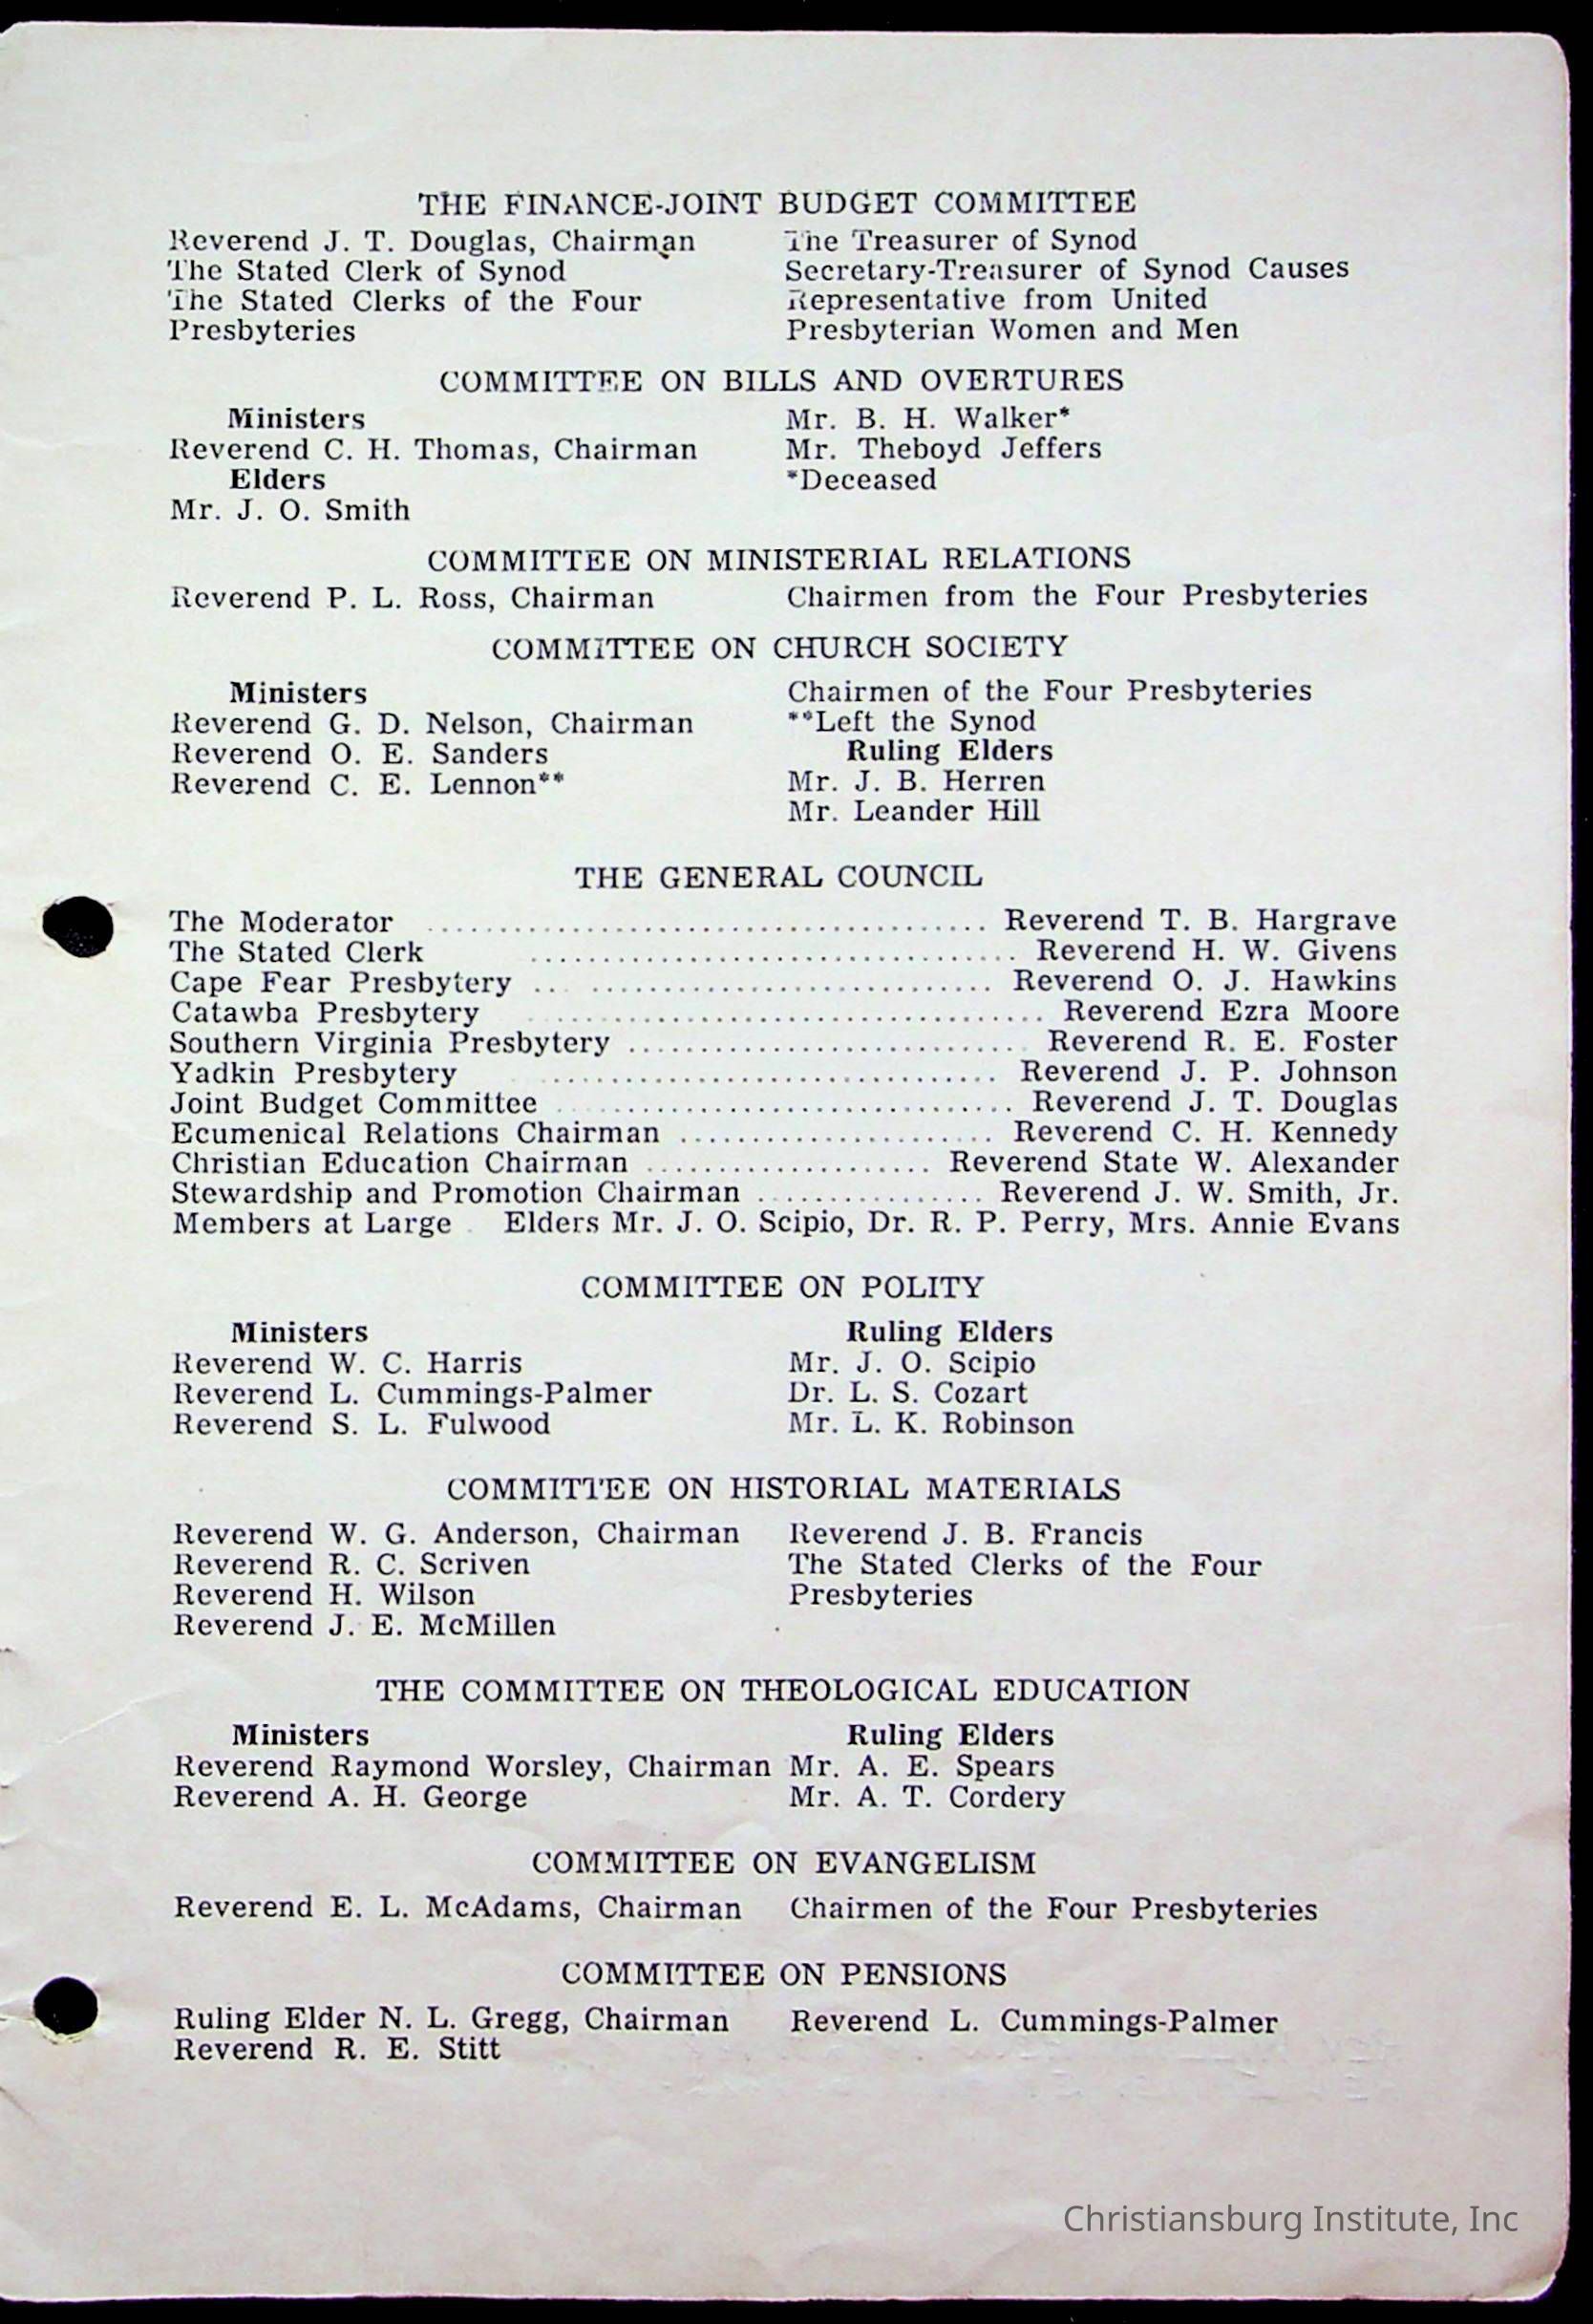 THE FINANCE-JOINT BUDGET COMMITTEE
Reverend J. T. Douglas, Chairman
The Stated Clerk of Synod
The Stated Clerks of the Four
Presbyteries
The Treasurer of Synod
Secretary-Treasurer of Synod Causes
Representative from United
Presbyterian Women and Men
COMMITTEE ON BILLS AND OVERTURES
Ministers
Reverend C. H. Thomas, Chairman
Elders
Mr. J. O. Smith
Mr. B. H. Walker*
Mr. Theboyd Jeffers
*Deceased
COMMITTEE ON MINISTERIAL RELATIONS
Reverend P. L. Ross, Chairman
Chairmen from the Four Presbyteries
COMMITTEE ON CHURCH SOCIETY
Ministers
Reverend G. D. Nelson, Chairman
Reverend O. E. Sanders
Reverend C. E. Lennon**
Chairmen of the Four Presbyteries
**Left the Synod
Ruling Elders
Mr. J. B. Herren
Mr. Leander Hill
THE GENERAL COUNCIL
The Moderator ........ Reverend T. B. Hargrave
The Stated Clerk ........ Reverend H. W. Givens
Cape Fear Presbytery ........ Reverend O. J. Hawkins
Catawba Presbytery ........ Reverend Ezra Moore
Southern Virginia Presbytery ........ Reverend R. E. Foster
Yadkin Presbytery ........ Reverend J. P. Johnson
Joint Budget Committee ........ Reverend J. T. Douglas
Ecumenical Relations Chairman ........ Reverend C. H. Kennedy
Christian Education Chairman ........ Reverend State W. Alexander
Stewardship and Promotion Chairman ........ Reverend J. W. Smith, Jr.
Members at Large . Elders Mr. J. O. Scipio, Dr. R. P. Perry, Mrs. Annie Evans
COMMITTEE ON POLITY
Ministers
Reverend W. C. Harris
Reverend L. Cummings-Palmer
Reverend S. L. Fulwood
Ruling Elders
Mr. J. O. Scipio
Dr. L. S. Cozart
Mr. L. K. Robinson
COMMITTEE ON HISTORIAL MATERIALS
Reverend W. G. Anderson, Chairman
Reverend R. C. Scriven
Reverend H. Wilson
Reverend J. E. McMillen
Reverend J. B. Francis
The Stated Clerks of the Four
Presbyteries
THE COMMITTEE ON THEOLOGICAL EDUCATION
Ministers
Reverend Raymond Worsley, Chairman
Reverend A. H. George
Ruling Elders
Mr. A. E. Spears
Mr. A. T. Cordery
COMMITTEE ON EVANGELISM
Reverend E. L. McAdams, Chairman
Chairmen of the Four Presbyteries
COMMITTEE ON PENSIONS
Ruling Elder N. L. Gregg, Chairman
Reverend R. E. Stitt
Reverend L. Cummings-Palmer
Christiansburg Institute, Inc